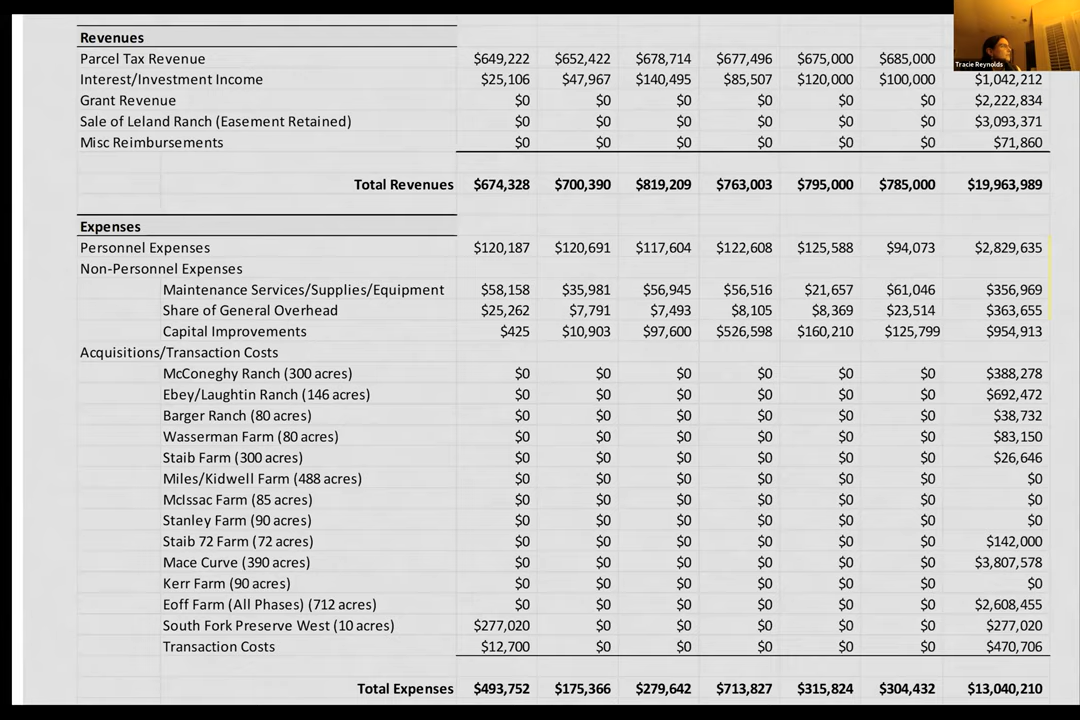 Revenues
Parcel Tax Revenue $649,222 $652,422 $678,714 $677,496 $675,000 $685,000
Interest/Investment Income $25,106 $47,967 $140,495 $85,507 $120,000 $100,000 $1,042,212
Grant Revenue $0 $0 $0 $0 $0 $0 $2,222,834
Sale of Leland Ranch (Easement Retained) $0 $0 $0 $0 $0 $0 $3,093,371
Misc Reimbursements $0 $0 $0 $0 $0 $0 $71,860
Total Revenues $674,328 $700,390 $819,209 $763,003 $795,000 $785,000 $19,963,989
Expenses
Personnel Expenses $120,187 $120,691 $117,604 $122,608 $125,588 $94,073 $2,829,635
Non-Personnel Expenses
Maintenance Services/Supplies/Equipment $58,158 $35,981 $56,945 $56,516 $21,657 $61,046 $356,969
Share of General Overhead $25,262 $7,791 $7,493 $8,105 $8,369 $23,514 $363,655
Capital Improvements $425 $10,903 $97,600 $526,598 $160,210 $125,799 $954,913
Acquisitions/Transaction Costs
McConeghy Ranch (300 acres) $0 $0 $0 $0 $0 $0 $388,278
Ebey/Laughtin Ranch (146 acres) $0 $0 $0 $0 $0 $0 $692,472
Barger Ranch (80 acres) $0 $0 $0 $0 $0 $0 $38,732
Wasserman Farm (80 acres) $0 $0 $0 $0 $0 $0 $83,150
Staib Farm (300 acres) $0 $0 $0 $0 $0 $0 $26,646
Miles/Kidwell Farm (488 acres) $0 $0 $0 $0 $0 $0 $0
McIssac Farm (85 acres) $0 $0 $0 $0 $0 $0 $0
Stanley Farm (90 acres) $0 $0 $0 $0 $0 $0 $0
Staib 72 Farm (72 acres) $0 $0 $0 $0 $0 $0 $142,000
Mace Curve (390 acres) $0 $0 $0 $0 $0 $0 $3,807,578
Kerr Farm (90 acres) $0 $0 $0 $0 $0 $0 $0
Eoff Farm (All Phases) (712 acres) $0 $0 $0 $0 $0 $0 $2,608,455
South Fork Preserve West (10 acres) $277,020 $0 $0 $0 $0 $0 $277,020
Transaction Costs $12,700 $0 $0 $0 $0 $0 $470,706
Total Expenses $493,752 $175,366 $279,642 $713,827 $315,824 $304,432 $13,040,210
Tracie Reynolds